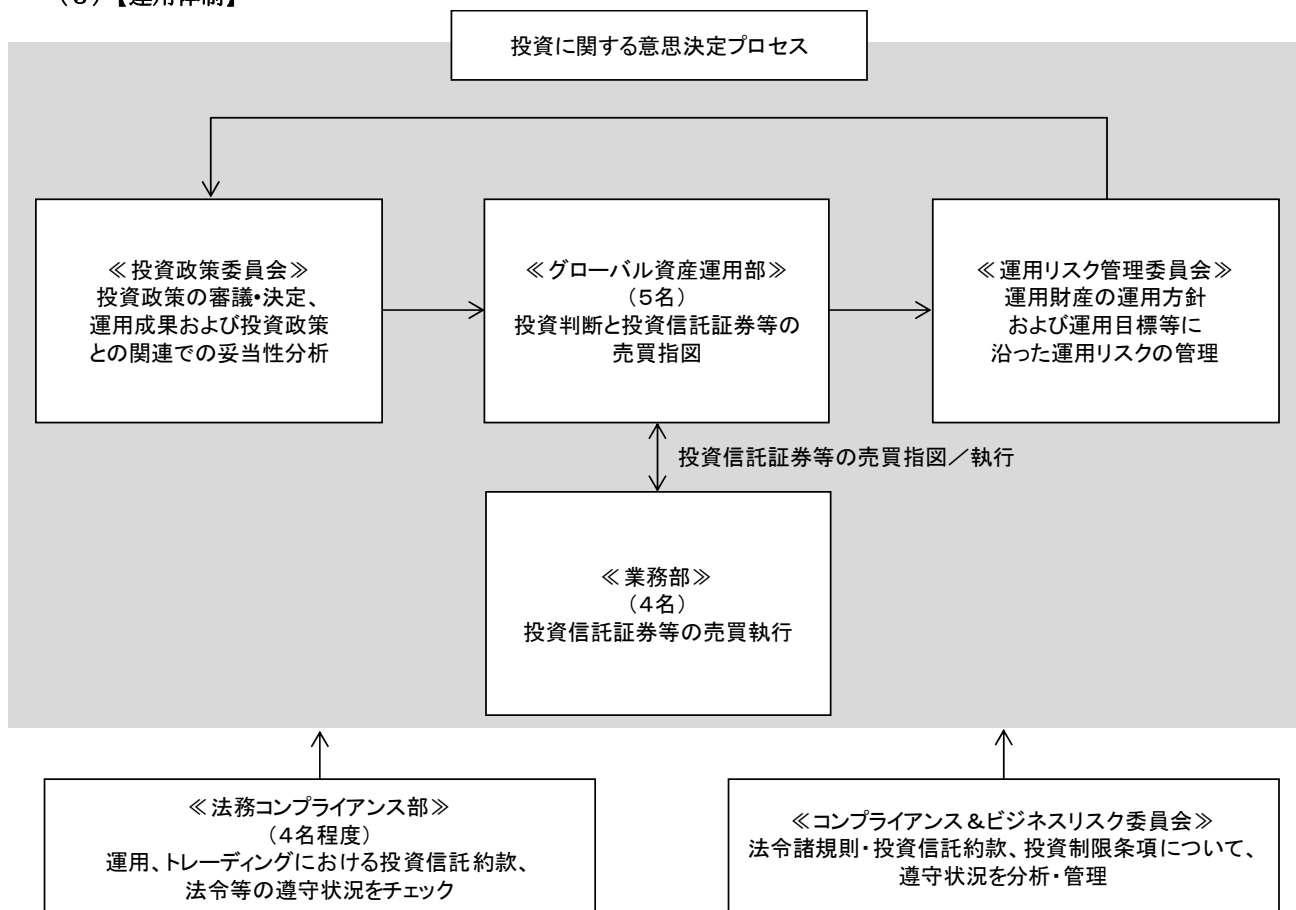 投資に関する意思決定プロセス
≪投資政策委員会≫
投資政策の審議・決定、
運用成果および投資政策
との関連での妥当性分析
≪グローバル資産運用部≫
(5名)
投資判断と投資信託証券等の
売買指図
≪運用リスク管理委員会≫
運用財産の運用方針
および運用目標等に
沿った運用リスクの管理
投資信託証券等の売買指図／執行
≪業務部≫
(4名)
投資信託証券等の売買執行
≪法務コンプライアンス部≫
(4名程度)
運用、トレーディングにおける投資信託約款、
法令等の遵守状況をチェック
≪コンプライアンス＆ビジネスリスク委員会≫
法令諸規則・投資信託約款、投資制限条項について、
遵守状況を分析・管理